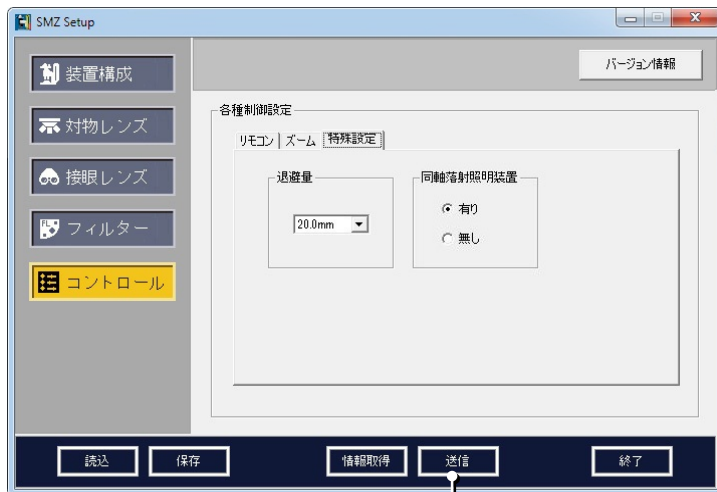 SMZ Setup
装置構成
対物レンズ
接眼レンズ
FL
フィルター
コントロール
バージョン情報
各種制御設定
リモコン ズーム 特殊設定
退避量
20.0mm
同軸落射照明装置
有り
無し
読込 保存 情報取得 送信 終了